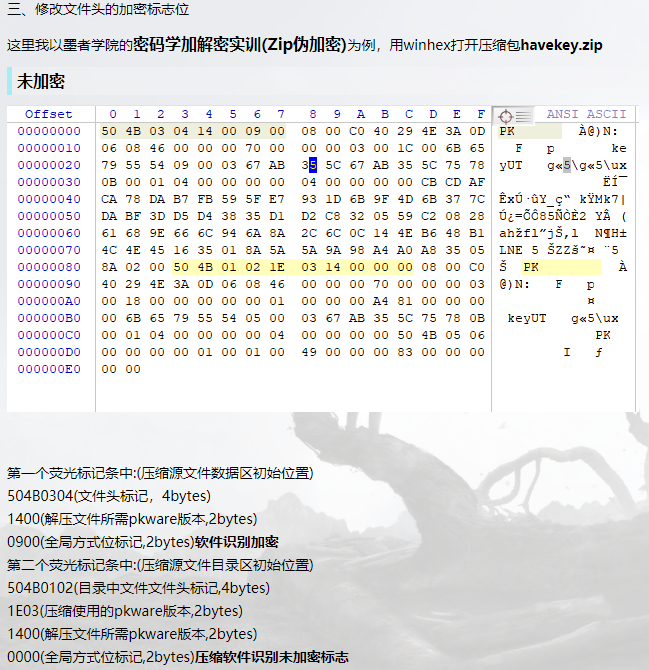 三、修改文件头的加密标志位
这里我以墨者学院的密码学加解密实训(Zip伪加密)为例，用winhex打开压缩包havekey.zip
未加密
Offset 0 1 2 3 4 5 6 7 8 9 A B C D E F ANSI ASCII
00000000 50 4B 03 04 14 00 09 00 08 00 C0 40 29 4E 3A 0D PK À@)N:
00000010 06 08 46 00 00 00 70 00 00 00 03 00 1C 00 6B 65 F p ke
00000020 79 55 54 09 00 03 67 AB 35 5C 67 AB 35 5C 75 78 yUT g«5\g«5\ux
00000030 0B 00 01 04 00 00 00 00 04 00 00 00 00 CB CD AF ËÍ¯
00000040 CA 78 DA B7 FB 59 5F E7 93 1D 6B 9F 4D 6B 37 7C ÊxÚ·ûY_ç“ kŸMk7|
00000050 DA BF 3D D5 D4 38 35 D1 D2 C8 32 05 59 C2 08 28 Ú¿=ÕÔ85ÑÒÈ2 YÂ (
00000060 61 68 9E 66 6C 94 6A 8A 2C 6C 0C 14 4E B6 48 B1 ahžfl”jŠ,l N¶H±
00000070 4C 4E 45 16 35 01 8A 5A 5A 9A 98 A4 A0 A8 35 05 LNE 5 ŠZZš˜¤ ¨5
00000080 8A 02 00 50 4B 01 02 1E 03 14 00 00 00 08 00 C0 Š PK À
00000090 40 29 4E 3A 0D 06 08 46 00 00 00 70 00 00 00 03 @)N: F p
000000A0 00 18 00 00 00 00 00 01 00 00 00 A4 81 00 00 00 ¤
000000B0 00 6B 65 79 55 54 05 00 03 67 AB 35 5C 75 78 0B keyUT g«5\ux
000000C0 00 01 04 00 00 00 00 04 00 00 00 00 50 4B 05 06 PK
000000D0 00 00 00 00 01 00 01 00 49 00 00 00 83 00 00 00 I ƒ
000000E0 00 00
第一个荧光标记条中:(压缩源文件数据区初始位置)
504B0304(文件头标记，4bytes)
1400(解压文件所需pkware版本,2bytes)
0900(全局方式位标记,2bytes)软件识别加密
第二个荧光标记条中:(压缩源文件目录区初始位置)
504B0102(目录中文件文件头标记,4bytes)
1E03(压缩使用的pkware版本,2bytes)
1400(解压文件所需pkware版本,2bytes)
0000(全局方式位标记,2bytes)压缩软件识别未加密标志